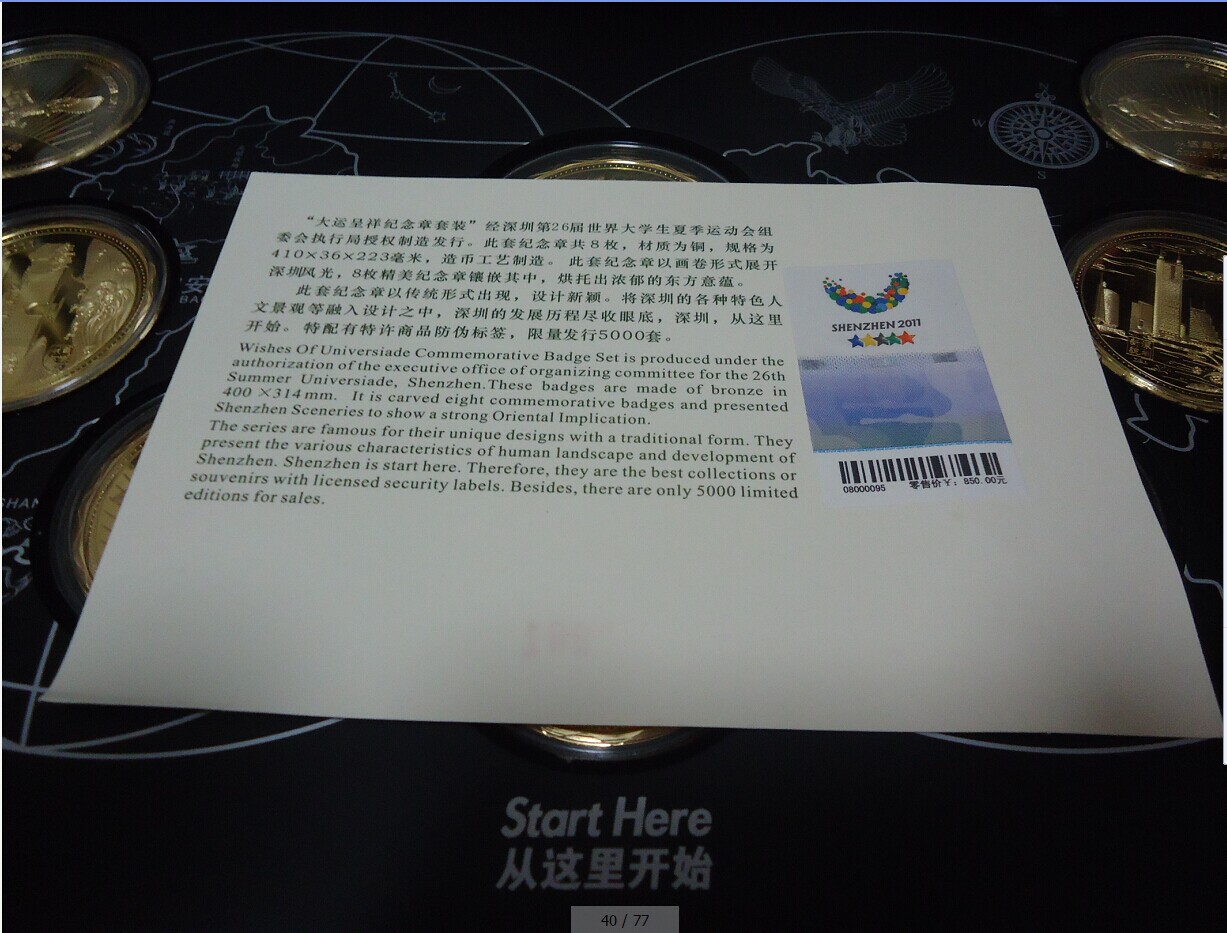 “大运呈祥纪念章套装”经深圳第26届世界大学生夏季运动会组
委会执行局授权制造发行。此套纪念章共8枚，材质为铜，规格为
410×36×223毫米，造币工艺制造。此套纪念章以画卷形式展开
深圳风光，8枚精美纪念章镶嵌其中，烘托出浓郁的东方意蕴。
此套纪念章以传统形式出现，设计新颖。将深圳的各种特色人
文景观等融入设计之中，深圳的发展历程尽收眼底，深圳，从这里
开始。特配有特许商品防伪标签，限量发行5000套。
Wishes Of Universiade Commemorative Badge Set is produced under the
authorization of the executive office of organizing committee for the 26th
Summer Universiade, Shenzhen.These badges are made of bronze in
400 ×314mm. It is carved eight commemorative badges and presented
Shenzhen Sceneries to show a strong Oriental Implication.
The series are famous for their unique designs with a traditional form. They
present the various characteristics of human landscape and development of
Shenzhen. Shenzhen is start here. Therefore, they are the best collections or
souvenirs with licensed security labels. Besides, there are only 5000 limited
editions for sales.
SHENZHEN 2011
08000095 零售价￥：850.00元
N
W
E
S
安
Start Here
从这里开始
40 / 77